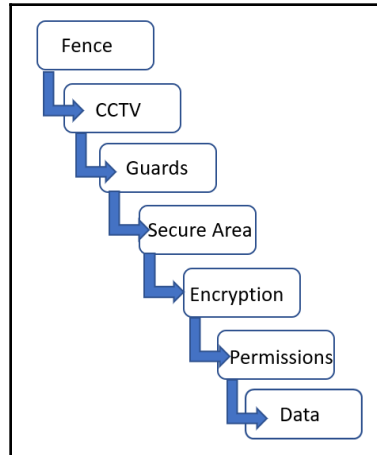 Fence
CCTV
Guards
Secure Area
Encryption
Permissions
Data